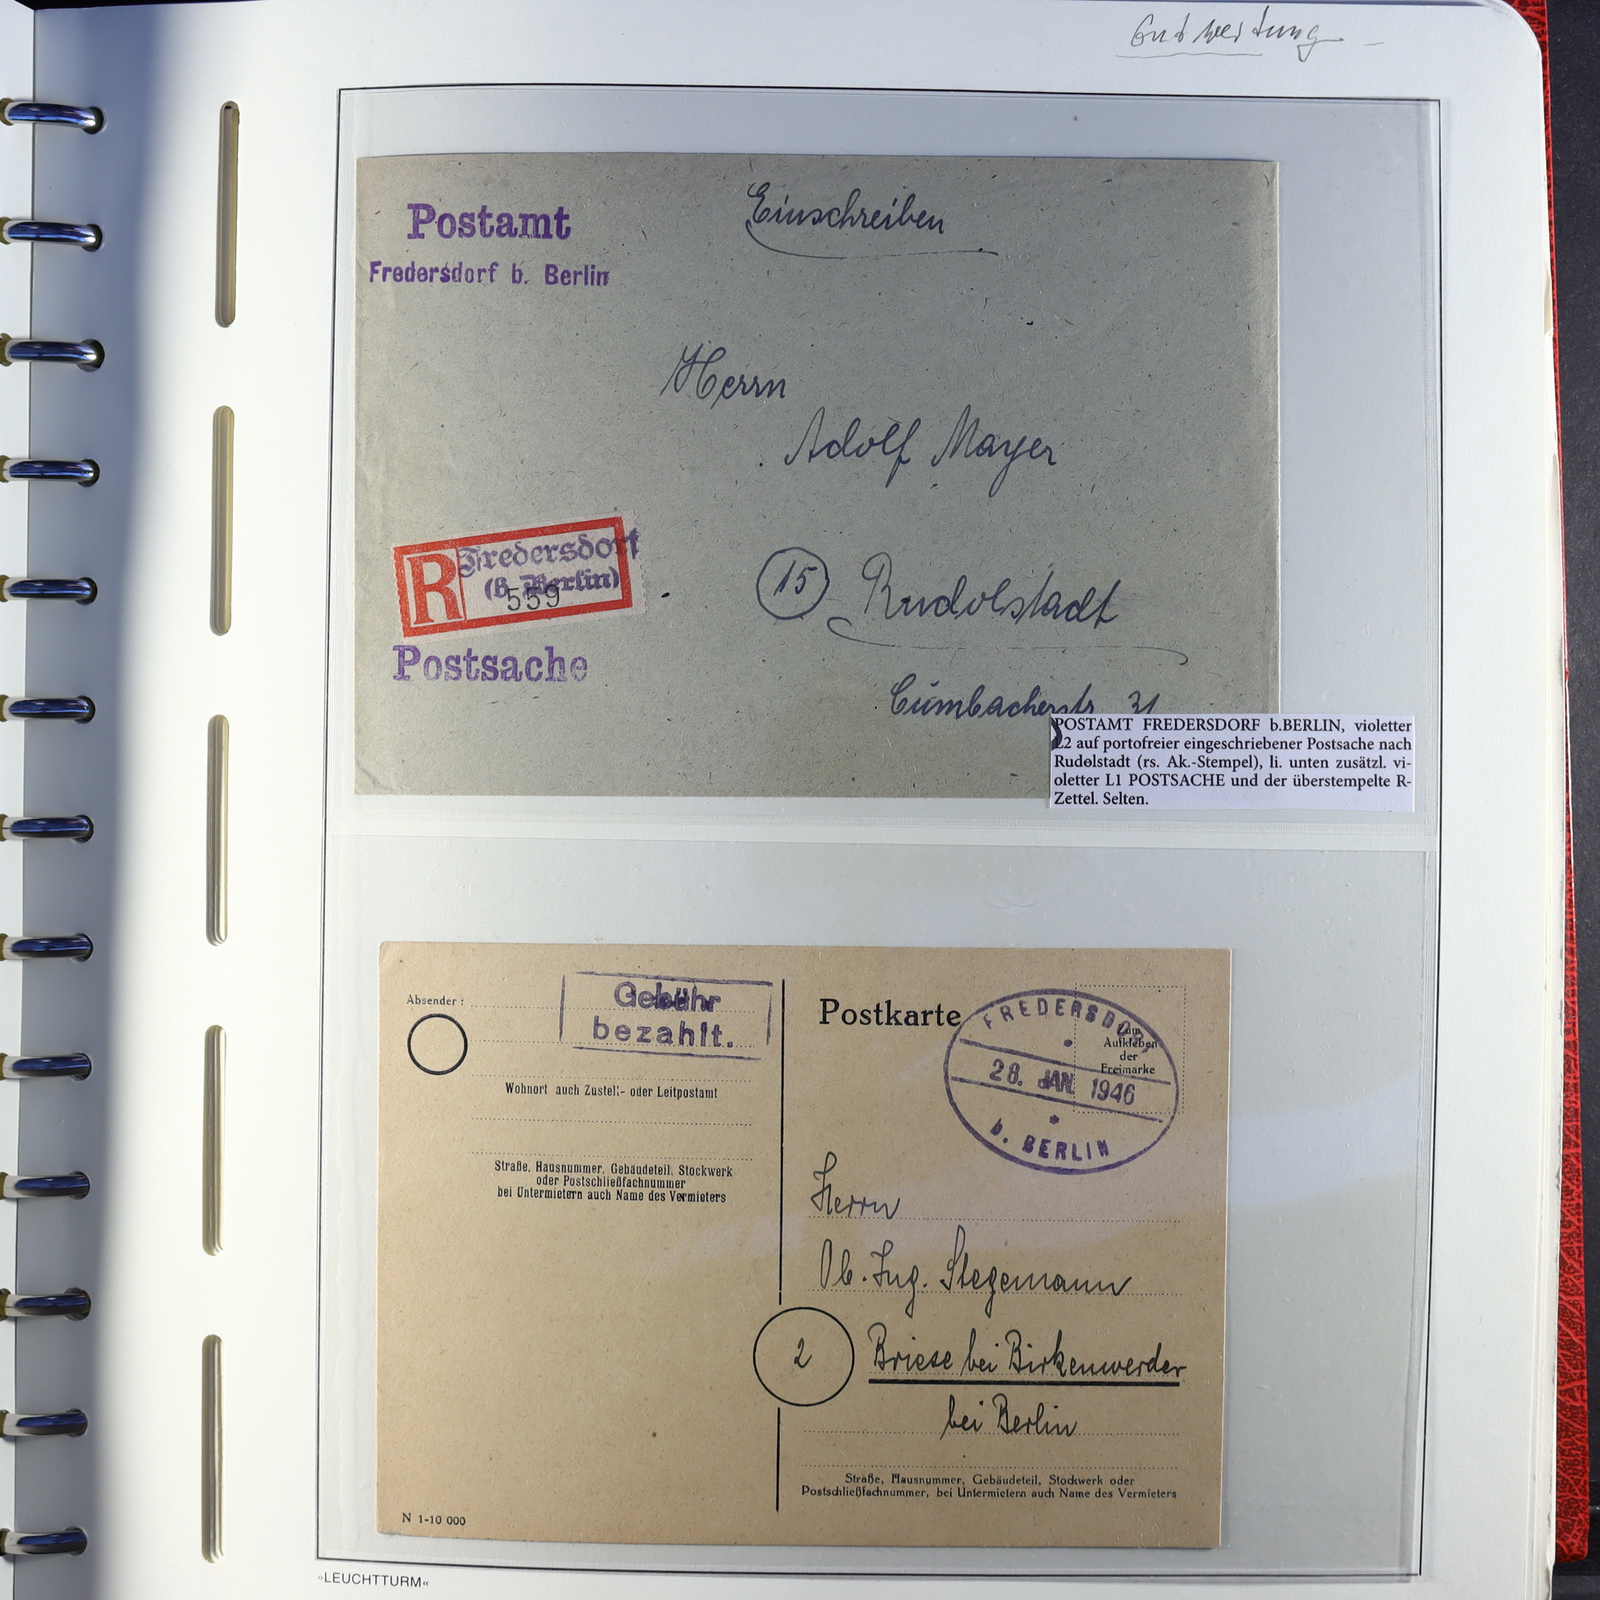 Entwertung
Postamt
Fredersdorf b. Berlin
Einschreiben
Herrn
Adolf Mayer
R
Fredersdorf
(b. Berlin)
559
15
Rudolstadt
Postsache
Cumbacherstr. 31
POSTAMT FREDERSDORF b.BERLIN, violetter
L2 auf portofreier eingeschriebener Postsache nach
Rudolstadt (rs. Ak.-Stempel), li. unten zusätzl. vi-
oletter L1 POSTSACHE und der überstempelte R-
Zettel. Selten.
Absender:
Gebühr
bezahlt.
Wohnort auch Zustell- oder Leitpostamt
Straße, Hausnummer, Gebäudeteil, Stockwerk
oder Postschließfachnummer
bei Untermietern auch Name des Vermieters
Postkarte
FREDERSDORF
28. JAN. 1946
b. BERLIN
Zum
Aufkleben
der
Freimarke
Herrn
Ob. Ing. Stegemann
2
Briese bei Birkenwerder
bei Berlin
Straße, Hausnummer, Gebäudeteil, Stockwerk oder
Postschließfachnummer, bei Untermietern auch Name des Vermieters
N 1-10 000
»LEUCHTTURM«